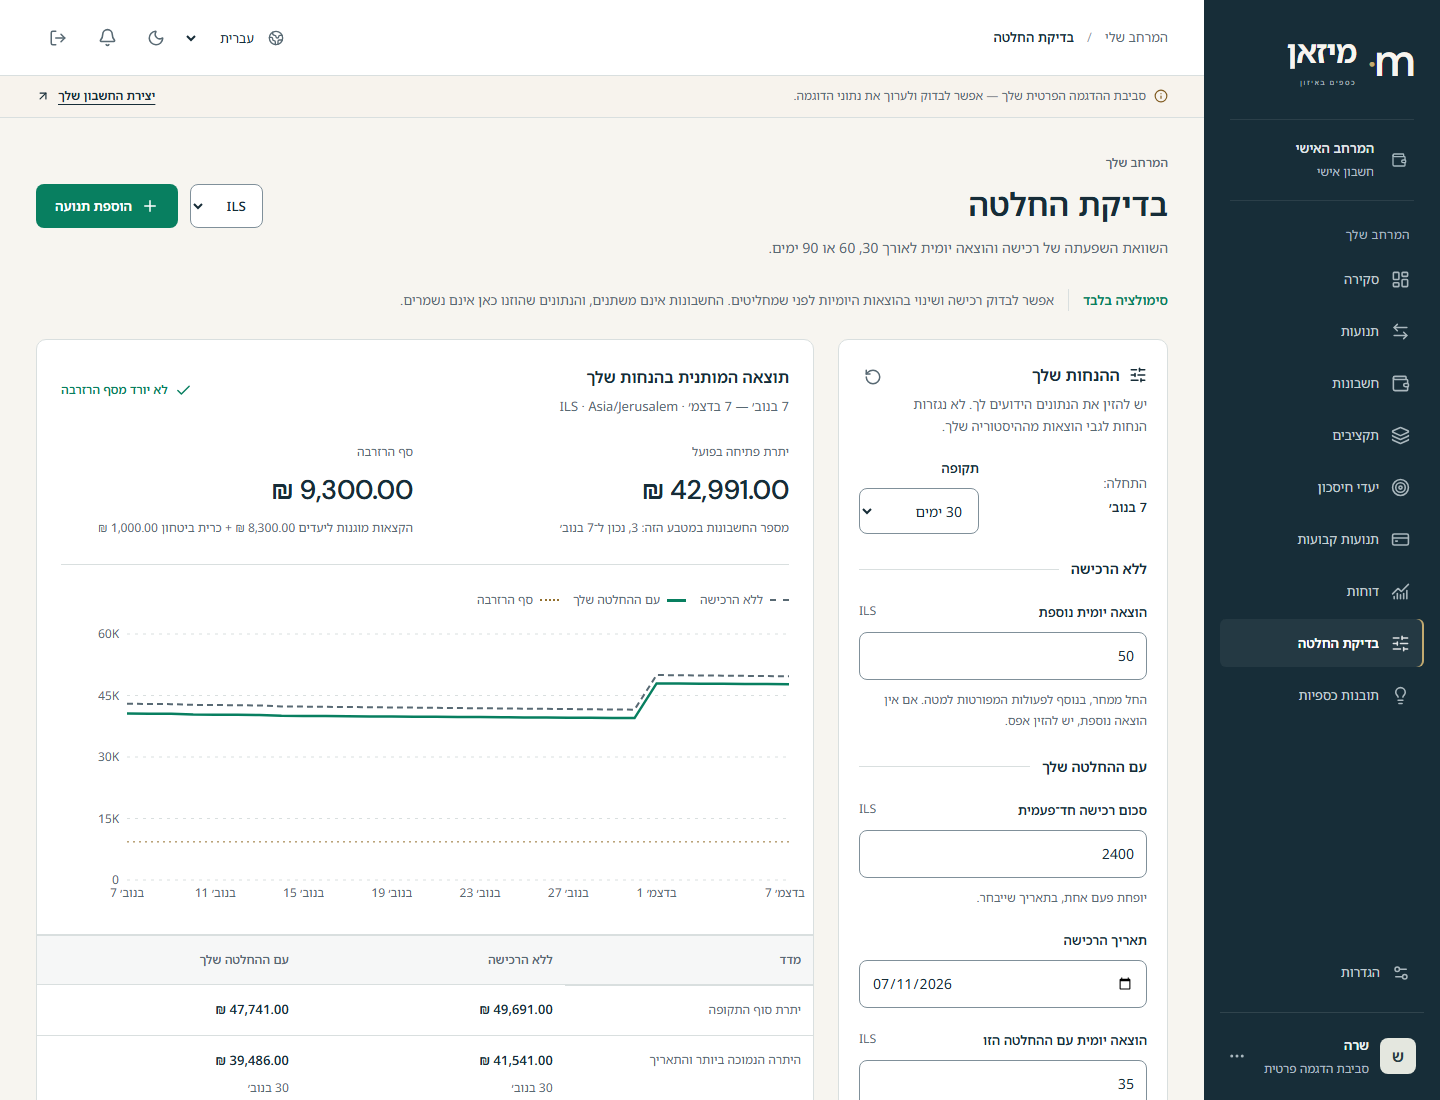 m.
מיזאן
כספים באיזון
המרחב האישי
חשבון אישי
המרחב שלך
סקירה
תנועות
חשבונות
תקציבים
יעדי חיסכון
תנועות קבועות
דוחות
בדיקת החלטה
תובנות כספיות
הגדרות
ש
שרה
סביבת הדגמה פרטית
המרחב שלי / בדיקת החלטה
עברית
סביבת ההדגמה הפרטית שלך — אפשר לבדוק ולערוך את נתוני הדוגמה.
יצירת החשבון שלך
המרחב שלך
בדיקת החלטה
השוואת השפעתה של רכישה והוצאה יומית לאורך 30, 60 או 90 ימים.
ILS
הוספת תנועה
סימולציה בלבד
אפשר לבדוק רכישה ושינוי בהוצאות היומיות לפני שמחליטים. החשבונות אינם משתנים, והנתונים שהוזנו כאן אינם נשמרים.
ההנחות שלך
יש להזין את הנתונים הידועים לך. לא נגזרות
הנחות לגבי הוצאות מההיסטוריה שלך.
התחלה:
7 בנוב׳
תקופה
30 ימים
ללא הרכישה
הוצאה יומית נוספת
ILS
50
החל ממחר, בנוסף לפעולות המפורטות למטה. אם אין
הוצאה נוספת, יש להזין אפס.
עם ההחלטה שלך
סכום רכישה חד־פעמית
ILS
2400
יופחת פעם אחת, בתאריך שייבחר.
תאריך הרכישה
07/11/2026
הוצאה יומית עם ההחלטה הזו
ILS
35
תוצאה המותנית בהנחות שלך
7 בנוב׳ — 7 בדצמ׳ · ILS · Asia/Jerusalem
לא יורד מסף הרזרבה
יתרת פתיחה בפועל
42,991.00 ₪
מספר החשבונות במטבע הזה: 3, נכון ל־7 בנוב׳
סף הרזרבה
9,300.00 ₪
הקצאות מוגנות ליעדים 8,300.00 ₪ + כרית ביטחון 1,000.00 ₪
ללא הרכישה
עם ההחלטה שלך
סף הרזרבה
60K
45K
30K
15K
0
7 בנוב׳
11 בנוב׳
15 בנוב׳
19 בנוב׳
23 בנוב׳
27 בנוב׳
1 בדצמ׳
7 בדצמ׳
מדד
ללא הרכישה
עם ההחלטה שלך
יתרת סוף התקופה
49,691.00 ₪
47,741.00 ₪
היתרה הנמוכה ביותר והתאריך
41,541.00 ₪
39,486.00 ₪
30 בנוב׳
30 בנוב׳